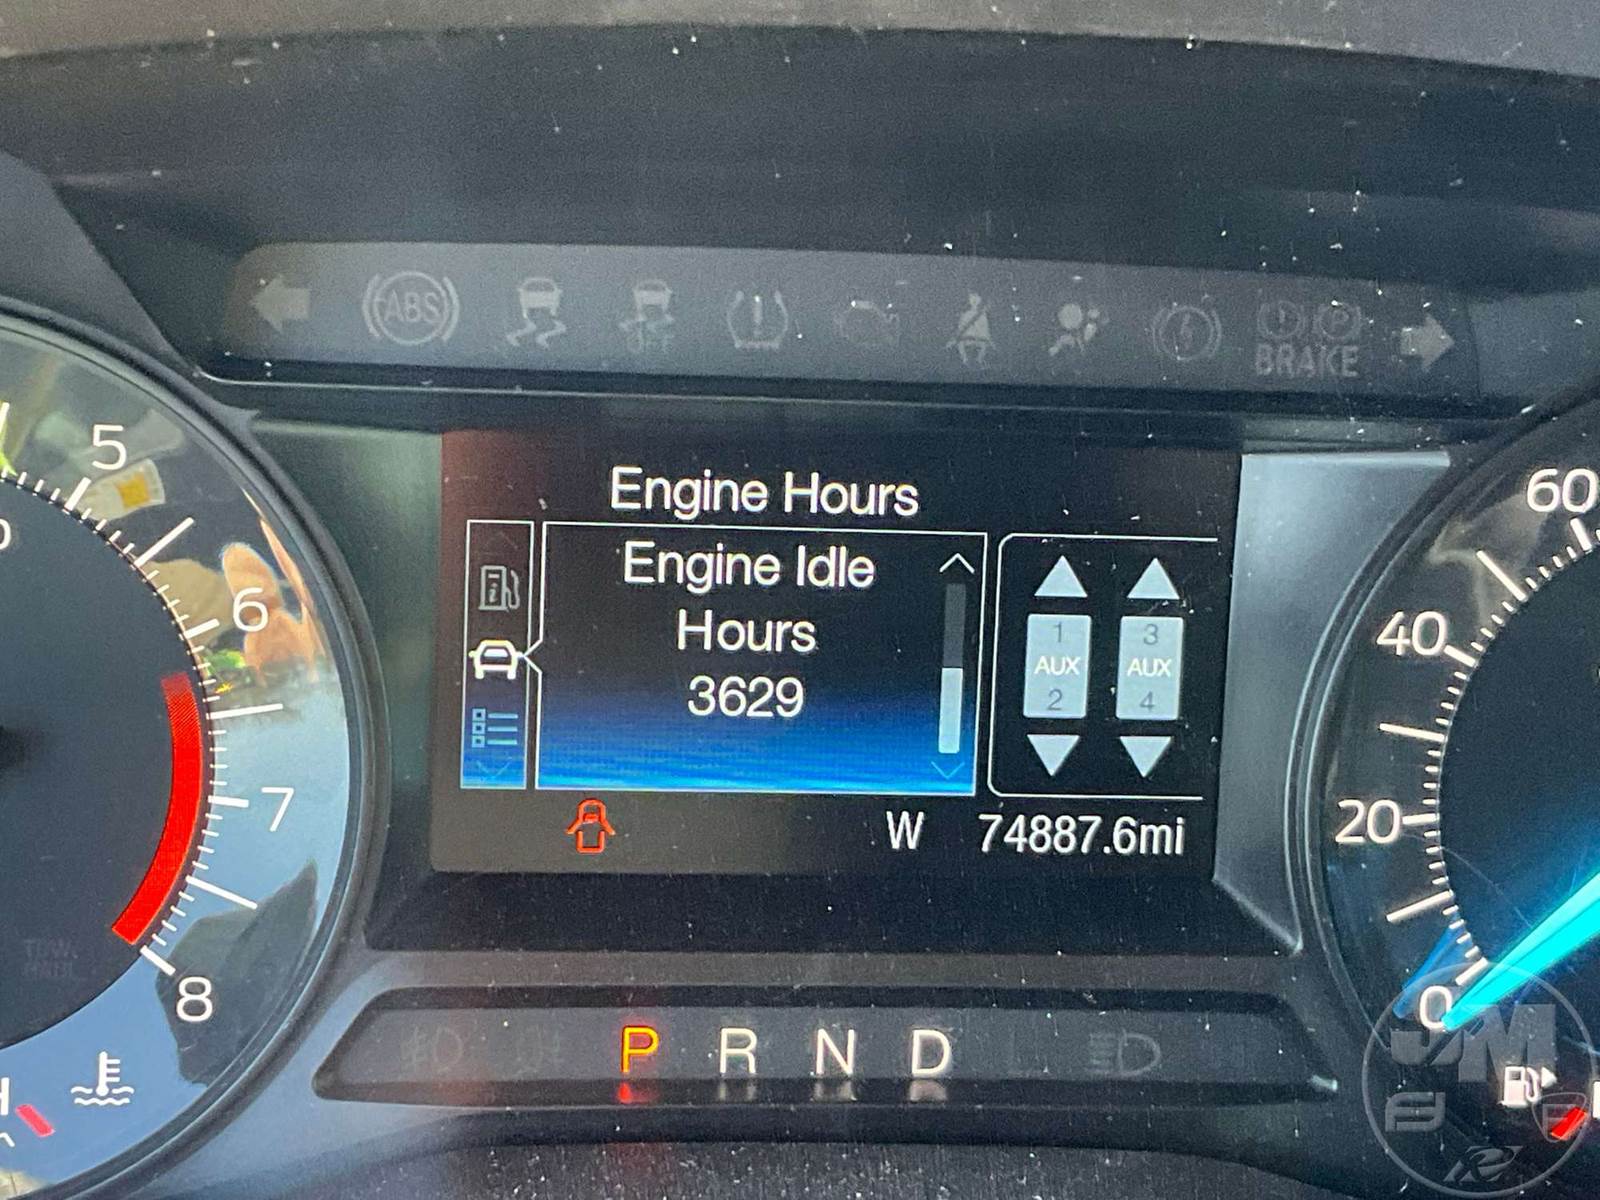 ABS
OFF
BRAKE
Engine Hours
Engine Idle
Hours
3629
1
AUX
2
3
AUX
4
W 74887.6mi
5
6
7
8
H
60
40
20
0
P R N D
JM